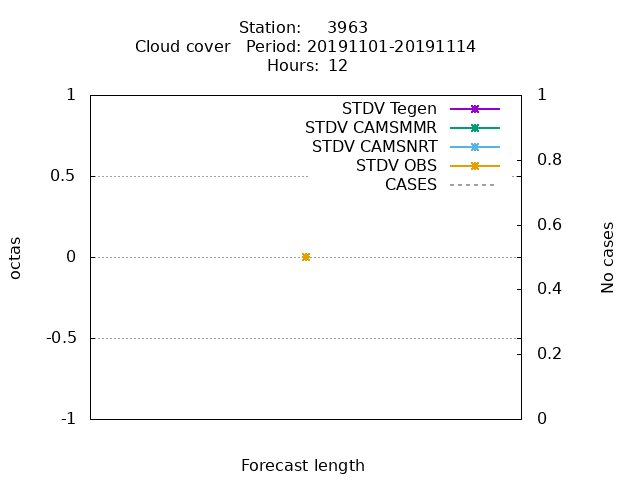 Station: 3963
Cloud cover Period: 20191101-20191114
Hours: 12
1
0.5
0
-0.5
-1
octas
STDV Tegen
STDV CAMSMMR
STDV CAMSNRT
STDV OBS
CASES
1
0.8
0.6
0.4
0.2
0
No cases
Forecast length